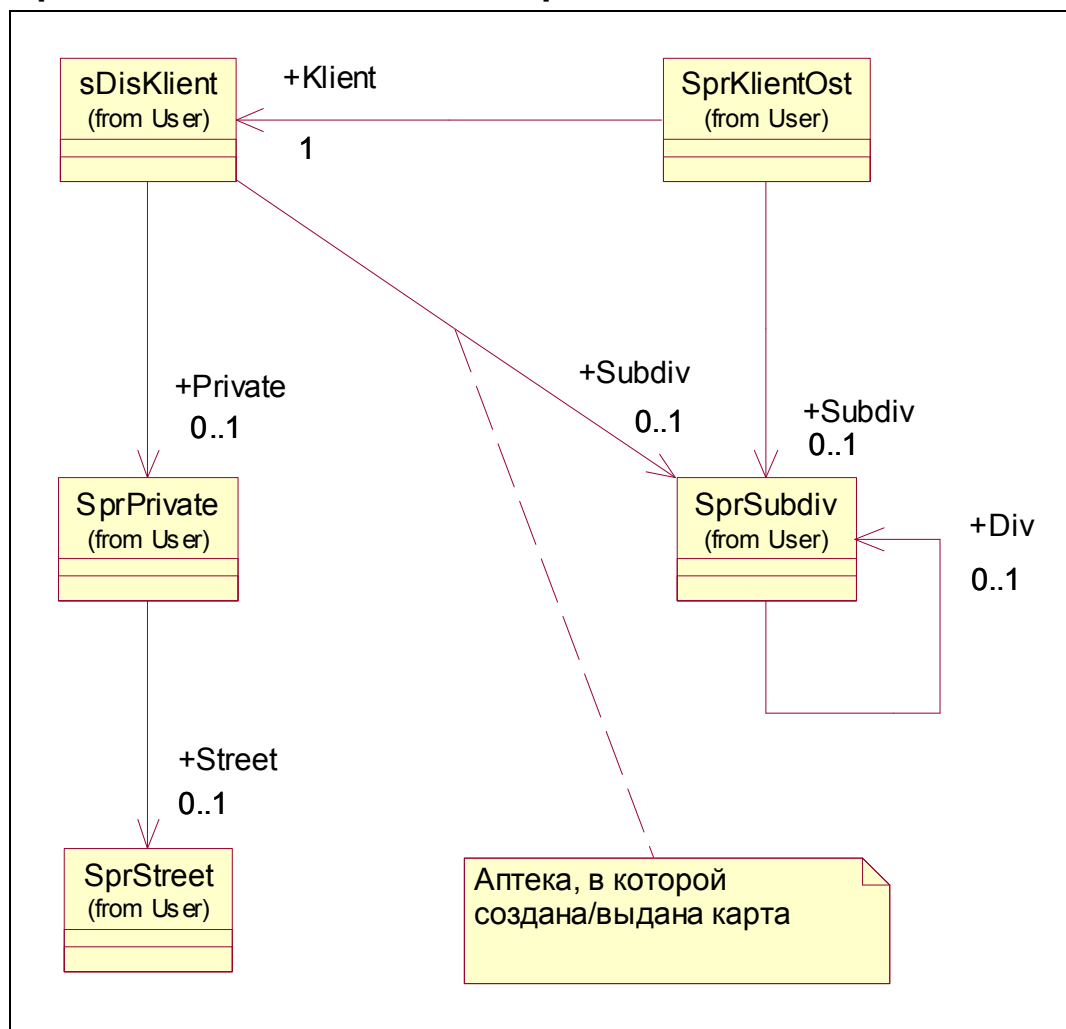 sDisKlient
(from User)
+Klient
1
SprKlientOst
(from User)
+Private
0..1
+Subdiv
0..1
+Subdiv
0..1
SprPrivate
(from User)
SprSubdiv
(from User)
+Div
0..1
+Street
0..1
SprStreet
(from User)
Аптека, в которой
создана/выдана карта